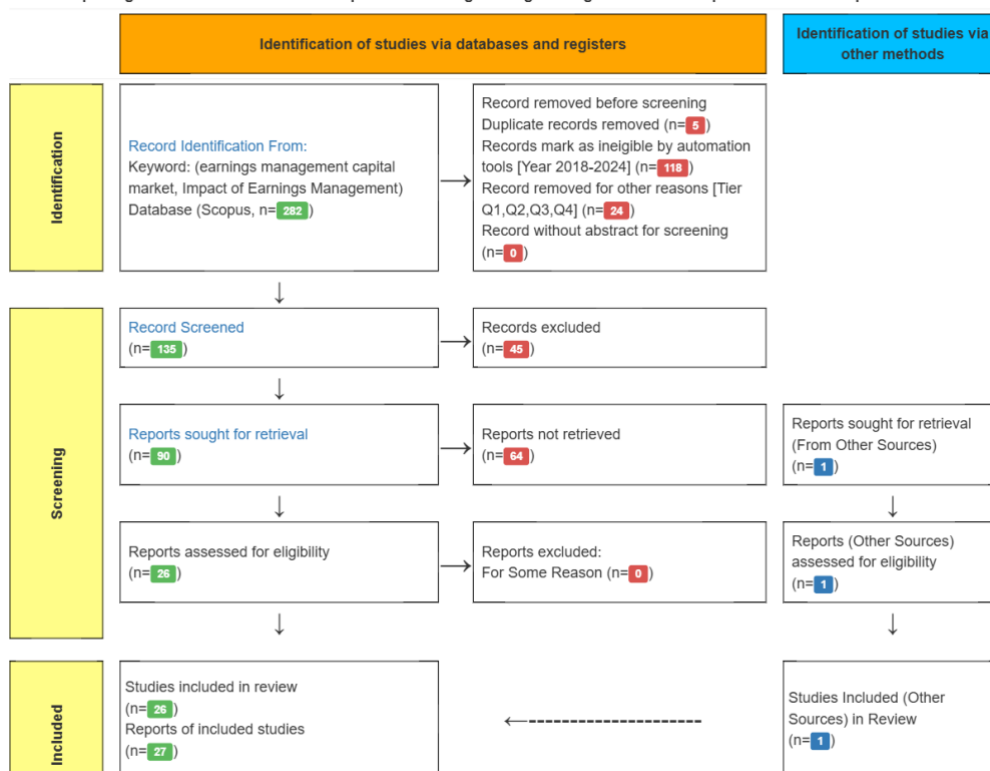 Identification of studies via databases and registers
Identification of studies via
other methods
Identification
Record Identification From:
Keyword: (earnings management capital
market, Impact of Earnings Management)
Database (Scopus, n=282)
Record removed before screening
Duplicate records removed (n=5)
Records mark as ineigible by automation
tools [Year 2018-2024] (n=118)
Record removed for other reasons [Tier
Q1,Q2,Q3,Q4] (n=24)
Record without abstract for screening
(n=0)
Screening
Record Screened
(n=135)
Records excluded
(n=45)
Reports sought for retrieval
(n=90)
Reports not retrieved
(n=64)
Reports sought for retrieval
(From Other Sources)
(n=1)
Reports assessed for eligibility
(n=26)
Reports excluded:
For Some Reason (n=0)
Reports (Other Sources)
assessed for eligibility
(n=1)
Included
Studies included in review
(n=26)
Reports of included studies
(n=27)
Studies Included (Other
Sources) in Review
(n=1)